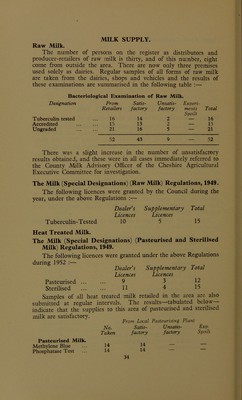 MILK SUPPLY.
Raw Milk.
The number of persons on the register as distributors and
producer-retailers of raw milk is thirty, and of this number, eight
come from outside the area. There are now only three premises
used solely as dairies. Regular samples of all forms of raw milk
are taken from the dairies, shops and vehicles and the results of
these examinations are summarised in the following table :—
Bacteriological Examination of Raw Milk.
Designation From Retailers Satis- factory Unsatis- factory Experi- mental Spoilt Total
Tuberculin tested 16 14 2 — 16
Accredited 15 13 2 — 15
Ungraded 21 16 5 — 21
52 43 9 — 52
There was a slight increase in the number of unsatisfactory
results obtained, and these were in all cases immediately referred to
the County Milk Advisory Officer of the Cheshire Agricultural
Executive Committee for investigation.
The Milk (Special Designations) (Raw Milk) Regulations, 1949.
The following licences were granted by the Council during the
year, under the above Regulations :—
Dealer's Licences Supplementary Licences Total
Tuberculin-Tested 10 5 15
Heat Treated Milk.
The Milk (Special Designations) (Pasteurised and Sterilised
Milk) Regulations, 1949.
The following licences were granted under the above Regulations
during 1952 :—
Dealer's Licences Supplementary Licences Total
Pasteurised ... ... 9 3 12
Sterilised ... ... 11 4 15
Samples of all heat treated milk retailed in the area are also
submitted at regular intervals. The results—tabulated below—
indicate that the supplies in this area of pasteurised and sterilised
milk are satisfactory.
From Local Pasteurising Plant
No. Taken Satis- factory Unsatis- factory Exp. Spoilt
Pasteurised Milk.
Methylene Blue 14 14 — —
Phosphatase Test ... 14 14 — —
34